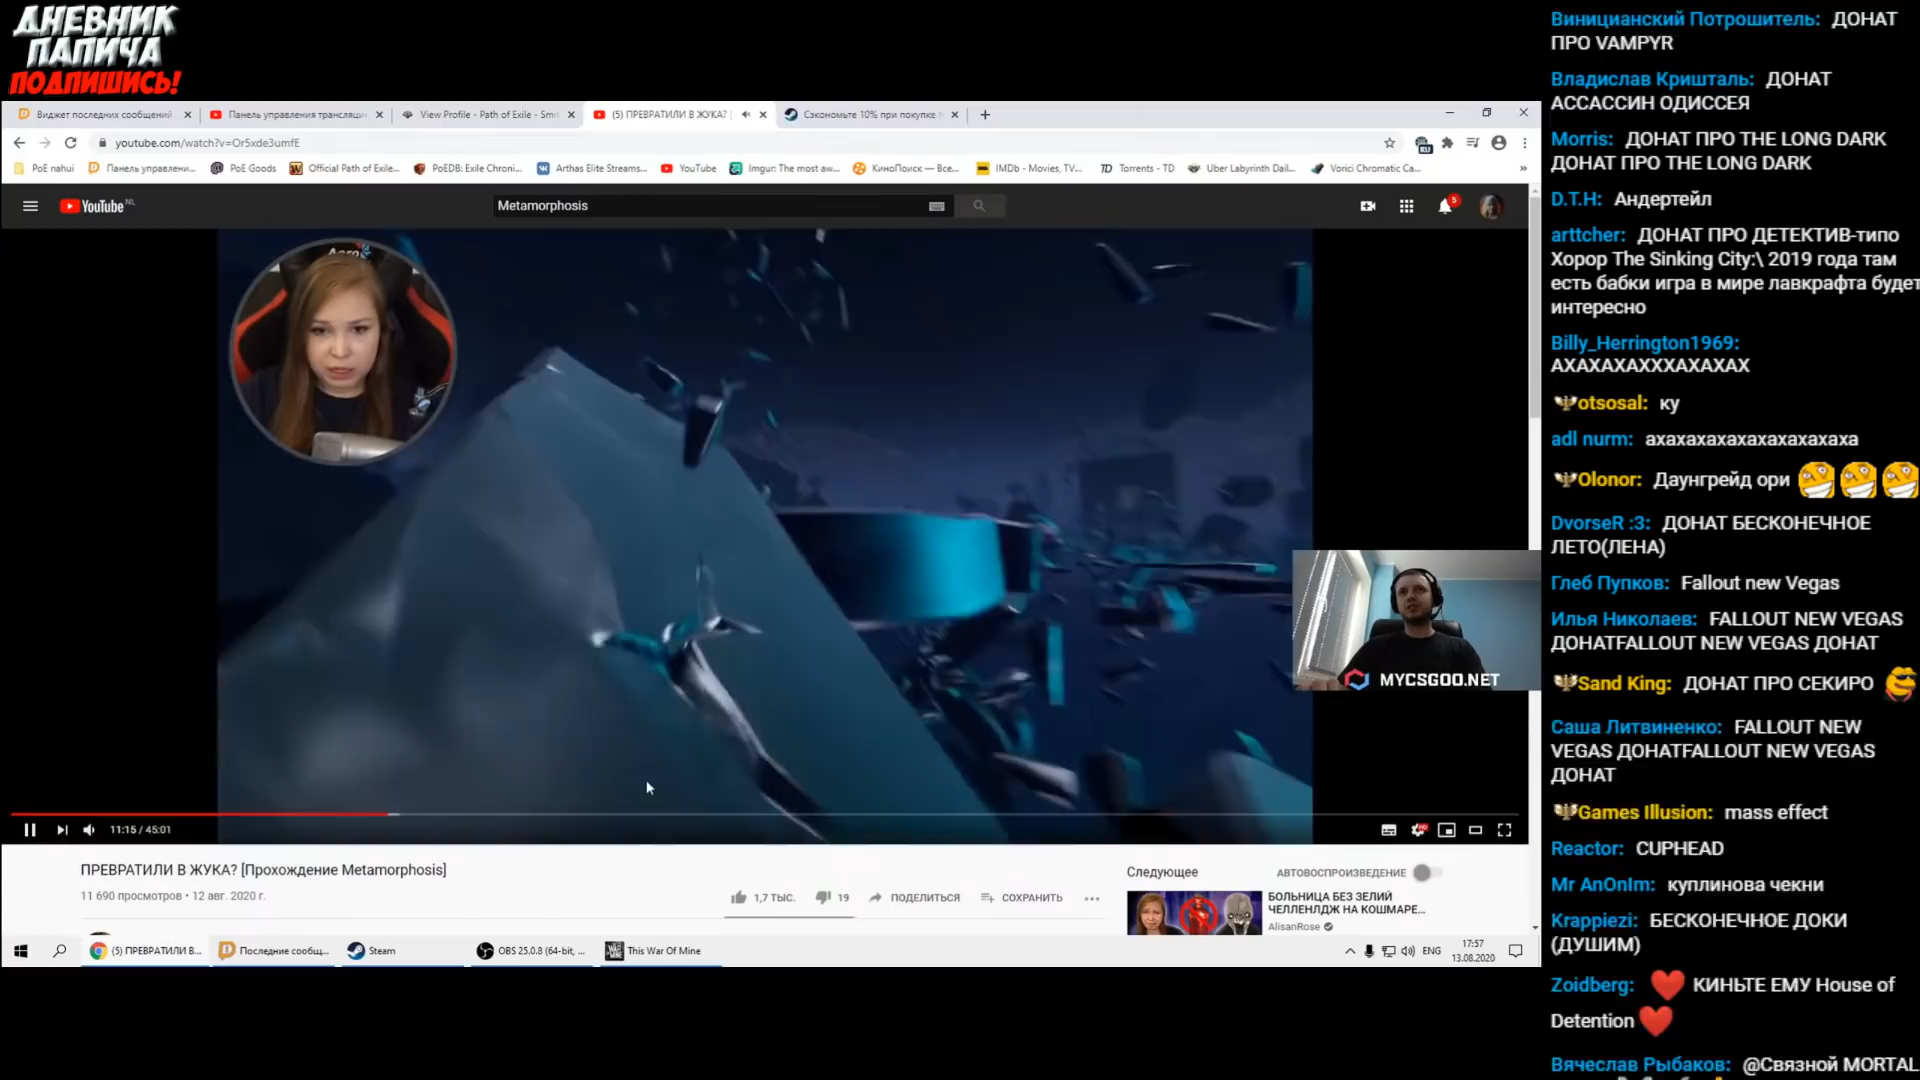 ДНЕВНИК
ПАПИЧА
ПОДПИШИСЬ!
Виджет последних сообщений
Панель управления трансляци
View Profile - Path of Exile - Smi
(5) ПРЕВРАТИЛИ В ЖУКА?
Сэкономьте 10% при покупке
youtube.com/watch?v=Or5xde3umfE
PoE nahui
Панель управлени...
PoE Goods
Official Path of Exile...
PoEDB: Exile Chroni...
Arthas Elite Streams...
YouTube
Imgur: The most aw...
КиноПоиск — Все...
IMDb - Movies, TV...
TD Torrents - TD
Uber Labyrinth Dail...
Vorici Chromatic Ca...
»
YouTube NL
Metamorphosis
5
MYCSGOO.NET
11:15 / 45:01
ПРЕВРАТИЛИ В ЖУКА? [Прохождение Metamorphosis]
11 690 просмотров • 12 авг. 2020 г.
1,7 ТЫС.
19
ПОДЕЛИТЬСЯ
СОХРАНИТЬ
Следующее
АВТОВОСПРОИЗВЕДЕНИЕ
БОЛЬНИЦА БЕЗ ЗЕЛИЙ
ЧЕЛЛЕНЛДЖ НА КОШМАРЕ...
AlisanRose
(5) ПРЕВРАТИЛИ В...
Последние сообщ...
Steam
OBS 25.0.8 (64-bit, ...
This War Of Mine
ENG
17:57
13.08.2020
Виницианский Потрошитель: ДОНАТ
ПРО VAMPYR
Владислав Кришталь: ДОНАТ
АССАССИН ОДИССЕЯ
Morris: ДОНАТ ПРО THE LONG DARK
ДОНАТ ПРО THE LONG DARK
D.T.H: Андертейл
arttcher: ДОНАТ ПРО ДЕТЕКТИВ-типо
Хорор The Sinking City:\ 2019 года там
есть бабки игра в мире лавкрафта будет
интересно
Billy_Herrington1969:
АХАХАХАХХХАХАХАХ
otsosal: ку
adl nurm: ахахахахахахахахахаха
Olonor: Даунгрейд ори
DvorseR :3: ДОНАТ БЕСКОНЕЧНОЕ
ЛЕТО(ЛЕНА)
Глеб Пупков: Fallout new Vegas
Илья Николаев: FALLOUT NEW VEGAS
ДОНАТFALLOUT NEW VEGAS ДОНАТ
Sand King: ДОНАТ ПРО СЕКИРО
Саша Литвиненко: FALLOUT NEW
VEGAS ДОНАТFALLOUT NEW VEGAS
ДОНАТ
Games Illusion: mass effect
Reactor: CUPHEAD
Mr AnOnIm: куплинова чекни
Krappiezi: БЕСКОНЕЧНОЕ ДОКИ
(ДУШИМ)
Zoidberg: КИНЬТЕ ЕМУ House of
Detention
Вячеслав Рыбаков: @Связной MORTAL